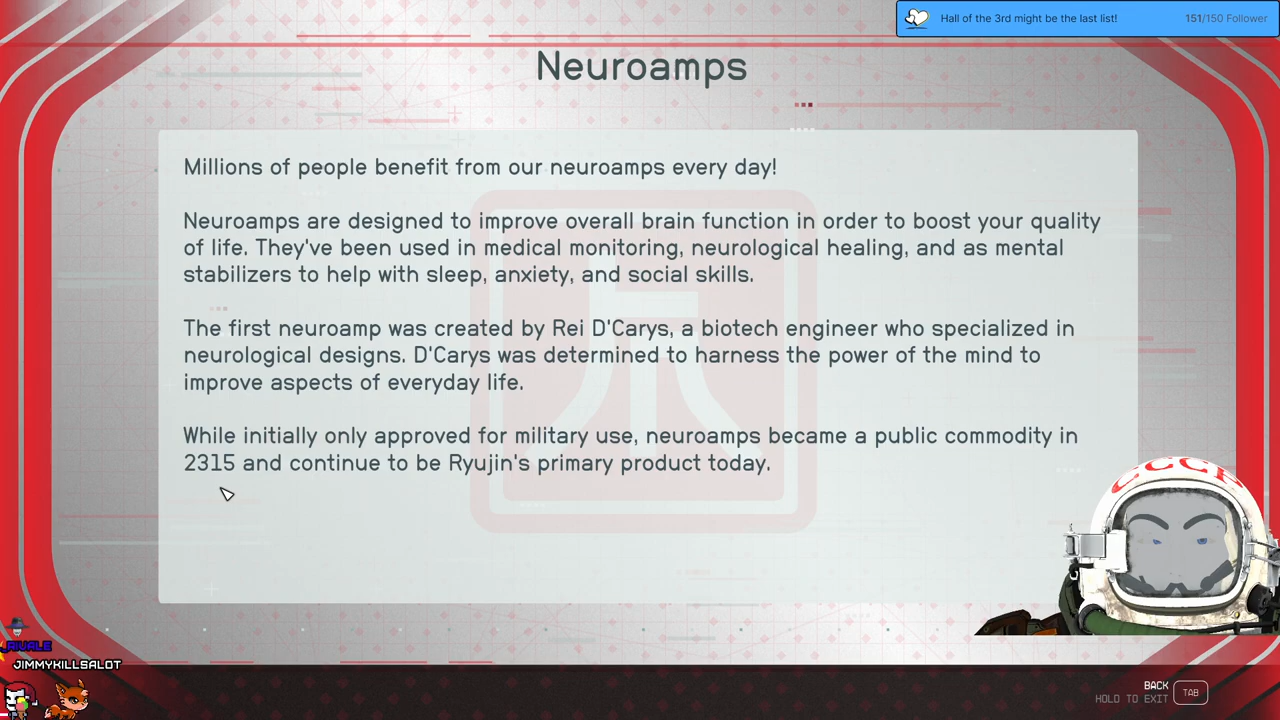 Hall of the 3rd might be the last list!
151/150 Follower
Neuroamps
Millions of people benefit from our neuroamps every day!
Neuroamps are designed to improve overall brain function in order to boost your quality
of life. They've been used in medical monitoring, neurological healing, and as mental
stabilizers to help with sleep, anxiety, and social skills.
The first neuroamp was created by Rei D'Carys, a biotech engineer who specialized in
neurological designs. D'Carys was determined to harness the power of the mind to
improve aspects of everyday life.
While initially only approved for military use, neuroamps became a public commodity in
2315 and continue to be Ryujin's primary product today.
CCCP
JIMMYKILLSALOT
BACK
HOLD TO EXIT
TAB